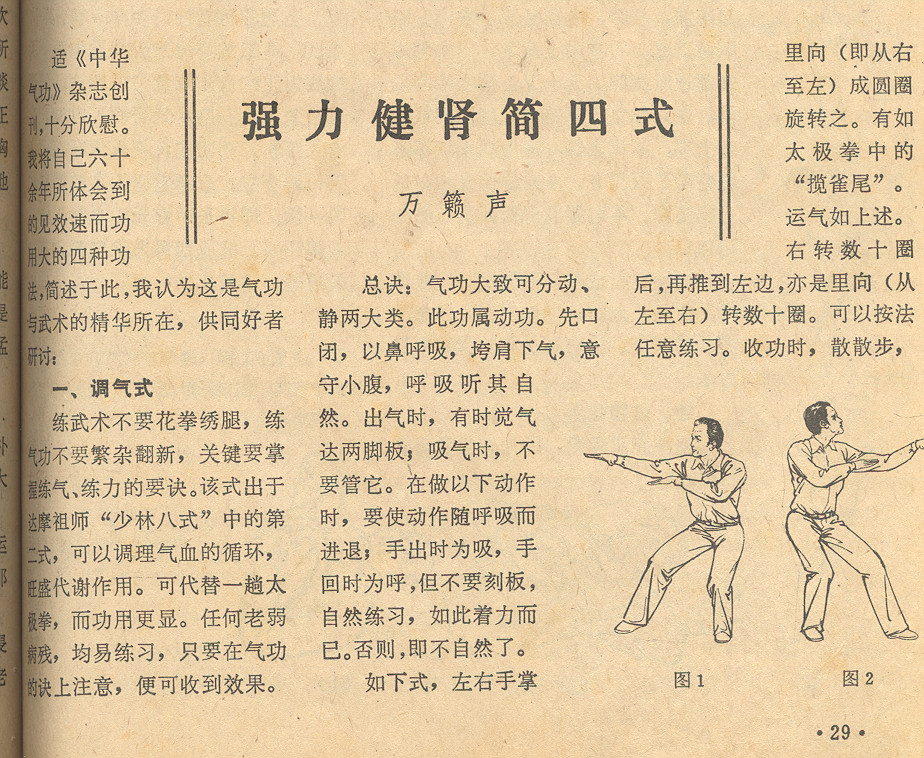 强力健肾简四式
万籁声
适《中华
气功》杂志创
刊,十分欣慰。
我将自己六十
余年所体会到
的见效速而功
用大的四种功
法,简述于此,我认为这是气功
与武术的精华所在，供同好者
研讨:
一、调气式
练武术不要花拳绣腿，练
气功不要繁杂翻新，关键要掌
握练气、练力的要诀。该式出于
达摩祖师“少林八式”中的第
二式，可以调理气血的循环，
旺盛代谢作用。可代替一趟太
极拳，而功用更显。任何老弱
病残，均易练习，只要在气功
的诀上注意，便可收到效果。
总诀：气功大致可分动、
静两大类。此功属动功。先口
闭，以鼻呼吸，垮肩下气，意
守小腹，呼吸听其自
然。出气时，有时觉气
达两脚板；吸气时，不
要管它。在做以下动作
时，要使动作随呼吸而
进退；手出时为吸，手
回时为呼,但不要刻板，
自然练习，如此着力而
已。否则,即不自然了。
如下式，左右手掌
里向（即从右
至左）成圆圈
旋转之。有如
太极拳中的
“揽雀尾”。
运气如上述。
右转数十圈
后,再推到左边,亦是里向（从
左至右）转数十圈。可以按法
任意练习。收功时，散散步，
图1
图2
·29·